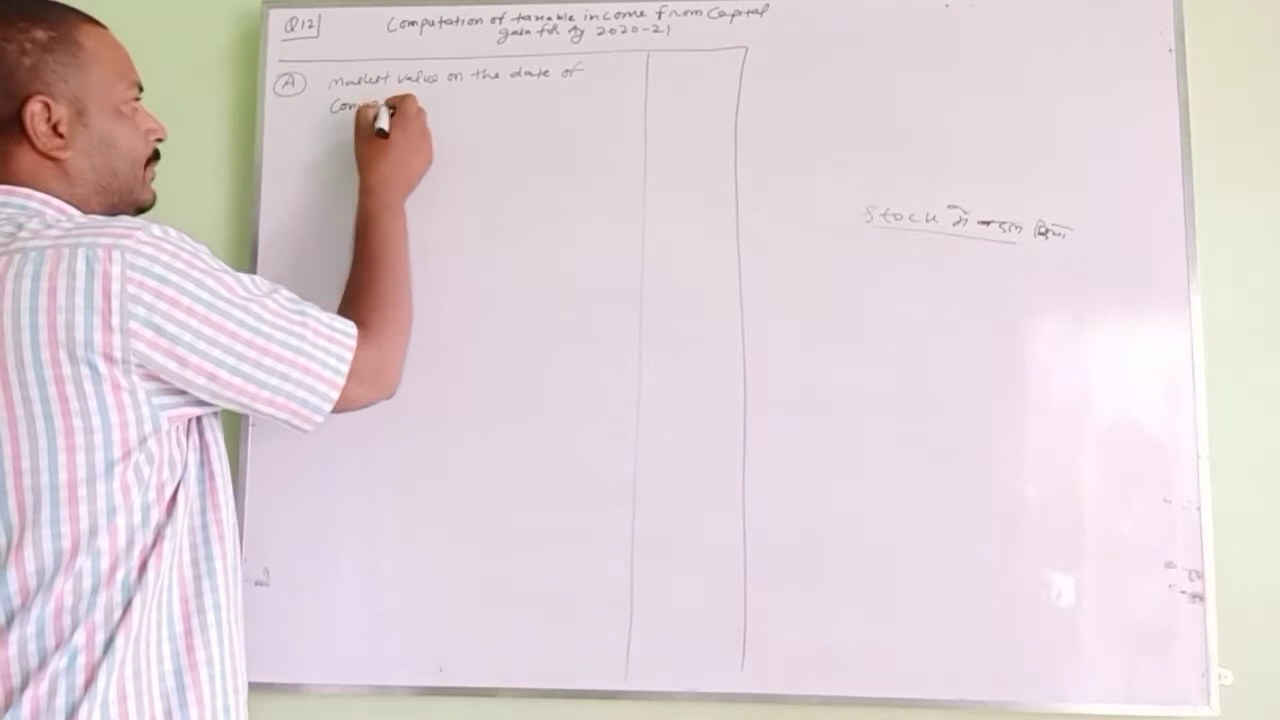 Q12
Computation of taxable income from Capital
gain for Ay 2020-21
A Market value on the date of
Con
Stock में